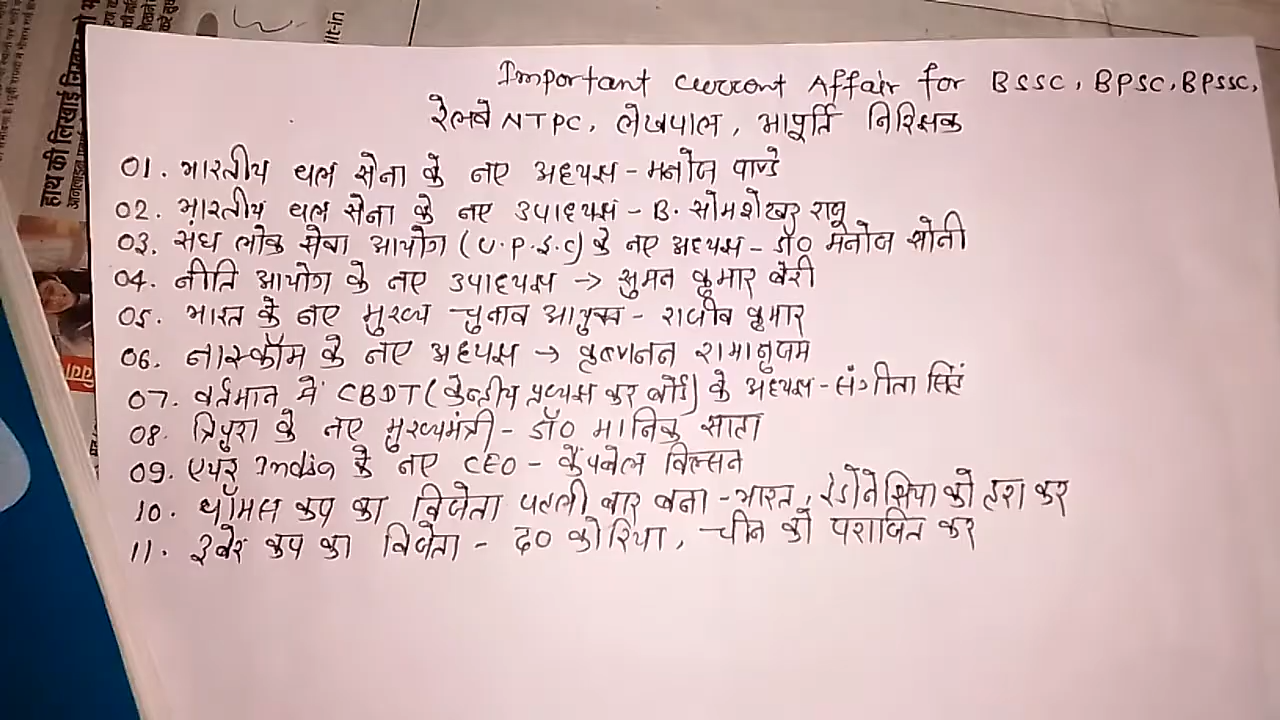 हाथ की लिखाई
Important Current Affair for BSSC, BPSC, BPSSC,
रेलवे NTPC, लेखपाल, आपूर्ति निरिक्षक
01. भारतीय थल सेना के नए अध्यक्ष - मनोज पाण्डे
02. भारतीय थल सेना के नए उपाध्यक्ष - B. सोमशेखर राजू
03. संघ लोक सेवा आयोग (U.P.S.C) के नए अध्यक्ष - डॉ० मनोज सोनी
04. नीति आयोग के नए उपाध्यक्ष → सुमन कुमार बेरी
05. भारत के नए मुख्य चुनाव आयुक्त - राजीव कुमार
06. नास्कॉम के नए अध्यक्ष → कृष्णनन रामानुजम
07. वर्तमान में CBDT (केन्द्रीय प्रत्यक्ष कर बोर्ड) के अध्यक्ष - संगीता सिंह
08. त्रिपुरा के नए मुख्यमंत्री - डॉ० मानिक साहा
09. एयर India के नए CEO - कैंपबेल विल्सन
10. थॉमस कप का विजेता पहली बार बना - भारत, इंडोनेशिया को हरा कर
11. उबेर कप का विजेता - द० कोरिया, चीन को पराजित कर